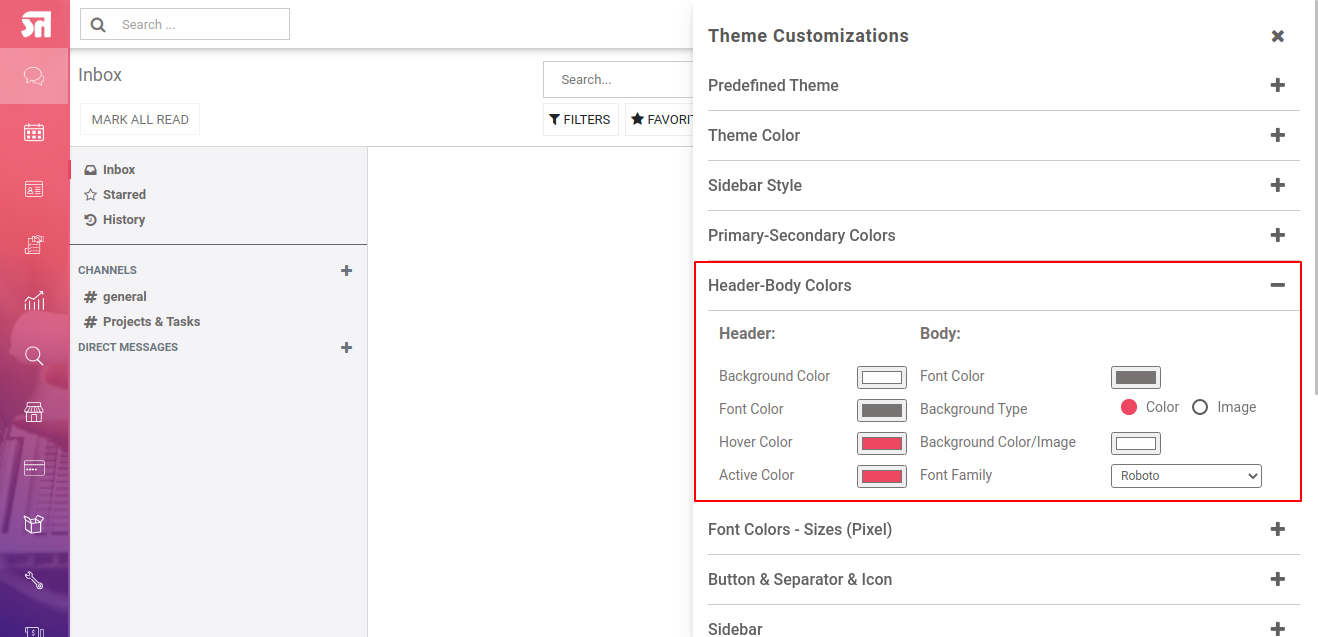 Search ...
Inbox
MARK ALL READ
Search...
FILTERS
FAVORIT
Inbox
Starred
History
CHANNELS
general
Projects & Tasks
DIRECT MESSAGES
Theme Customizations
Predefined Theme
Theme Color
Sidebar Style
Primary-Secondary Colors
Header-Body Colors
Header: Body:
Background Color Font Color
Font Color Background Type Color Image
Hover Color Background Color/Image
Active Color Font Family Roboto
Font Colors - Sizes (Pixel)
Button & Separator & Icon
Sidebar